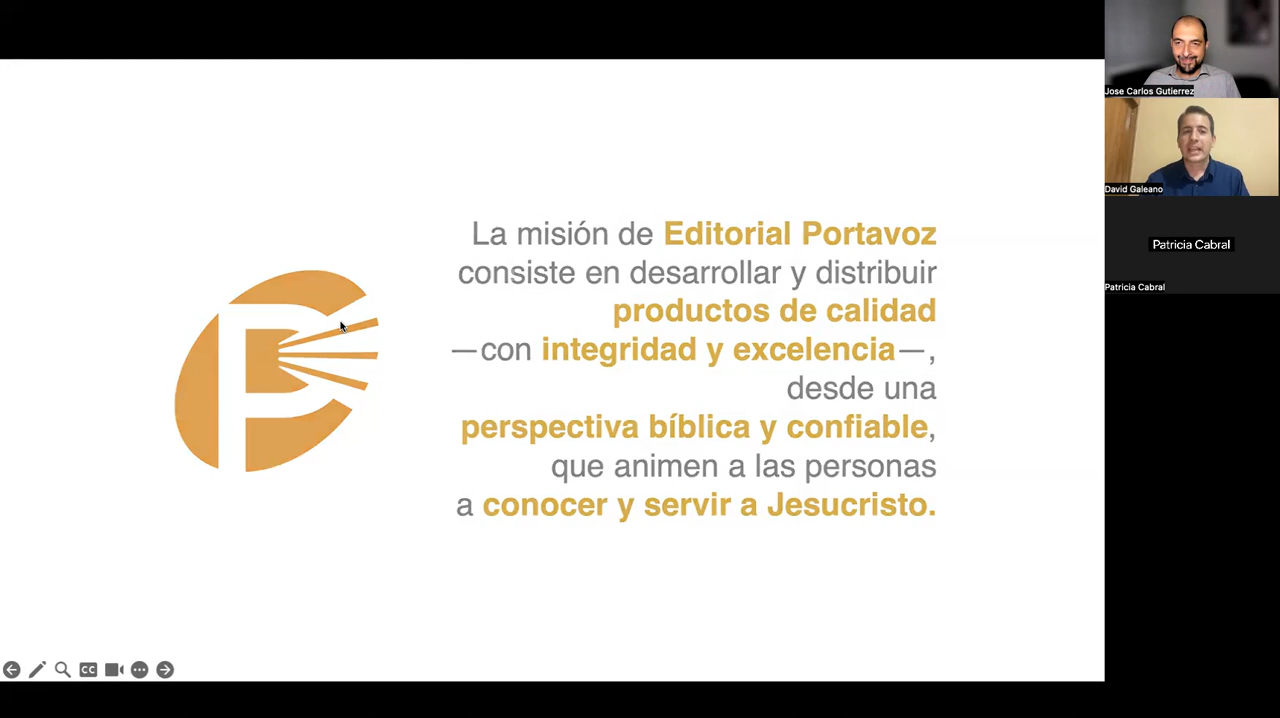 La misión de Editorial Portavoz
consiste en desarrollar y distribuir
productos de calidad
—con integridad y excelencia—,
desde una
perspectiva bíblica y confiable,
que animen a las personas
a conocer y servir a Jesucristo.
Jose Carlos Gutierrez
David Galeano
Patricia Cabral
Patricia Cabral
CC